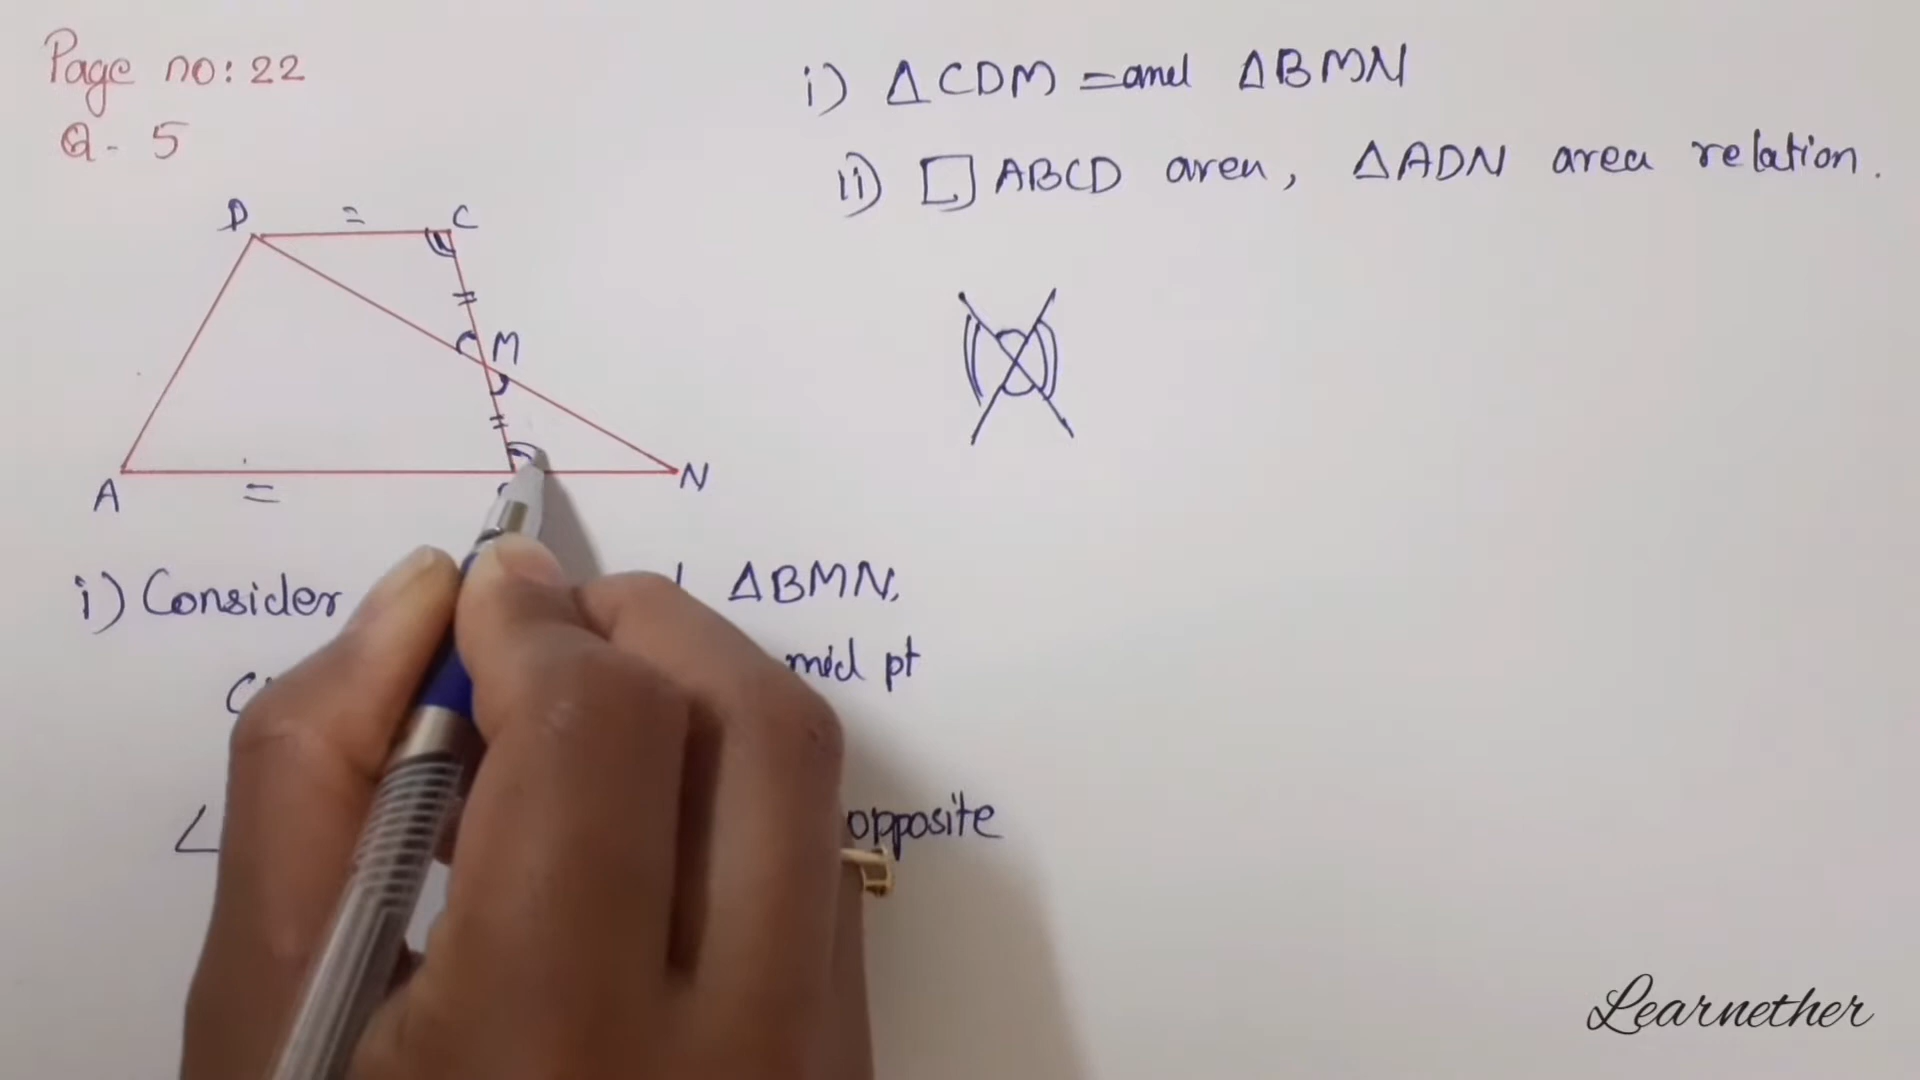 Page no: 22
Q- 5
i) ΔCDM = and ΔBMN
ii) □ ABCD area, ΔADN area relation.
D = C
=
M
=
A = N
i) Consider ΔBMN,
mid pt
∠ opposite
Learnether